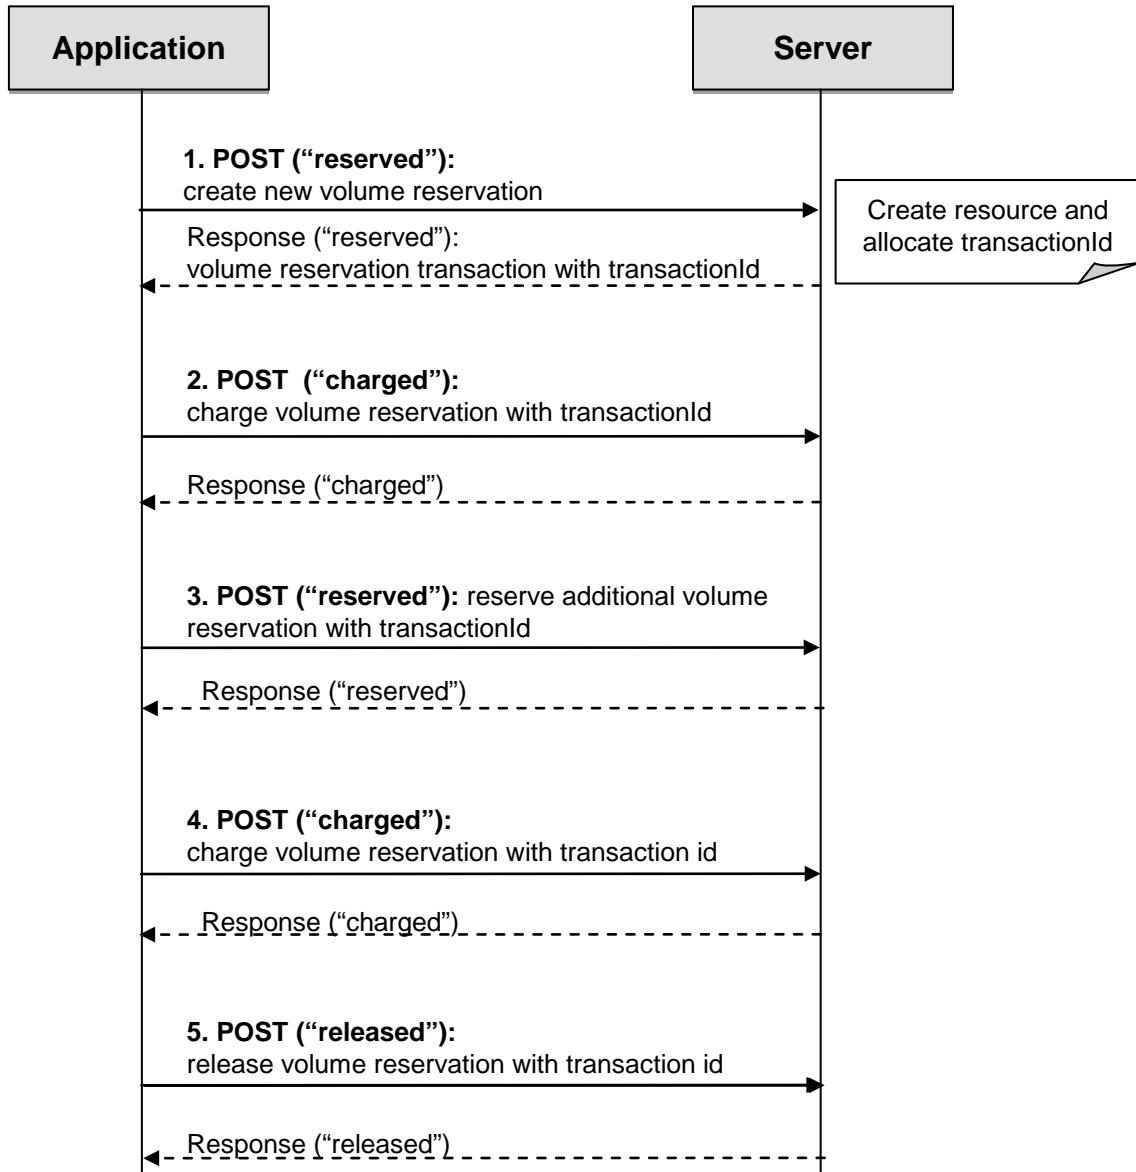 Application
Server
1. POST (“reserved”):
create new volume reservation
Create resource and
allocate transactionId
Response (“reserved”):
volume reservation transaction with transactionId
2. POST  (“charged”):
charge volume reservation with transactionId
Response (“charged”)
3. POST (“reserved”): reserve additional volume
reservation with transactionId
Response (“reserved”)
4. POST (“charged”):
charge volume reservation with transaction id
Response (“charged”)
5. POST (“released”):
release volume reservation with transaction id
Response (“released”)